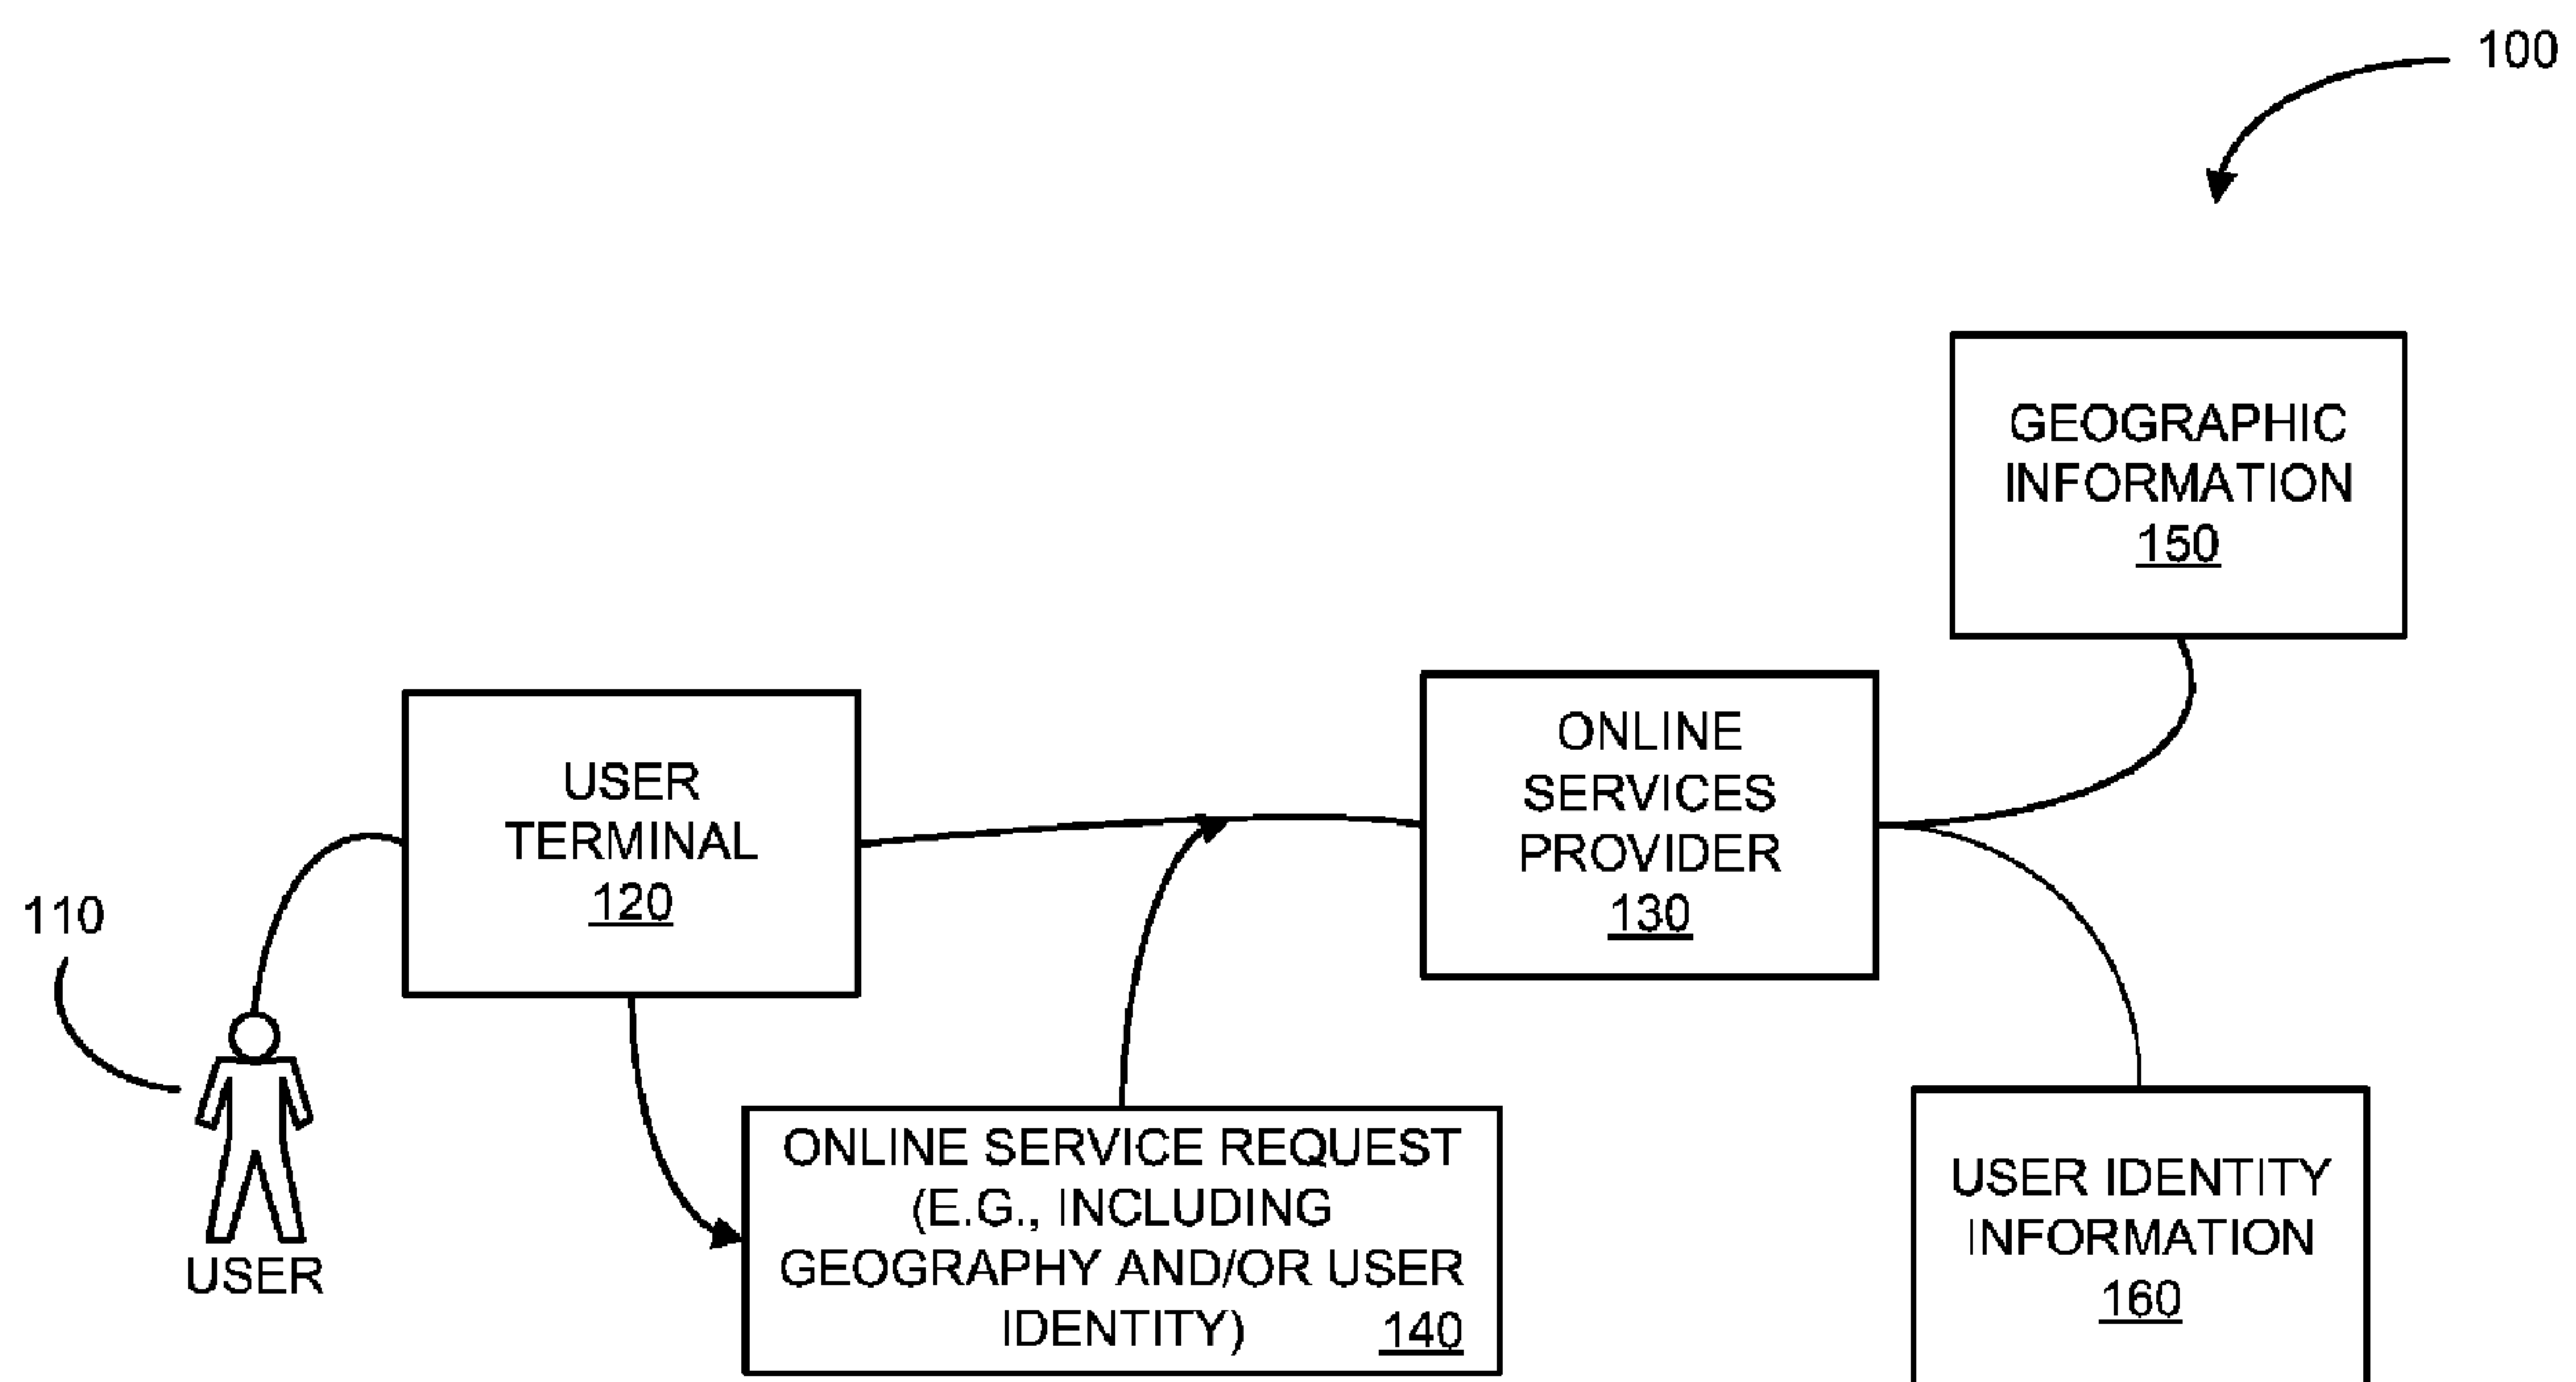 100
GEOGRAPHIC
INFORMATION
150
ONLINE
SERVICES
PROVIDER
130
USER
TERMINAL
120
110
USER
ONLINE SERVICE REQUEST
(E.G., INCLUDING
GEOGRAPHY AND/OR USER
IDENTITY) 140
USER IDENTITY
INFORMATION
160